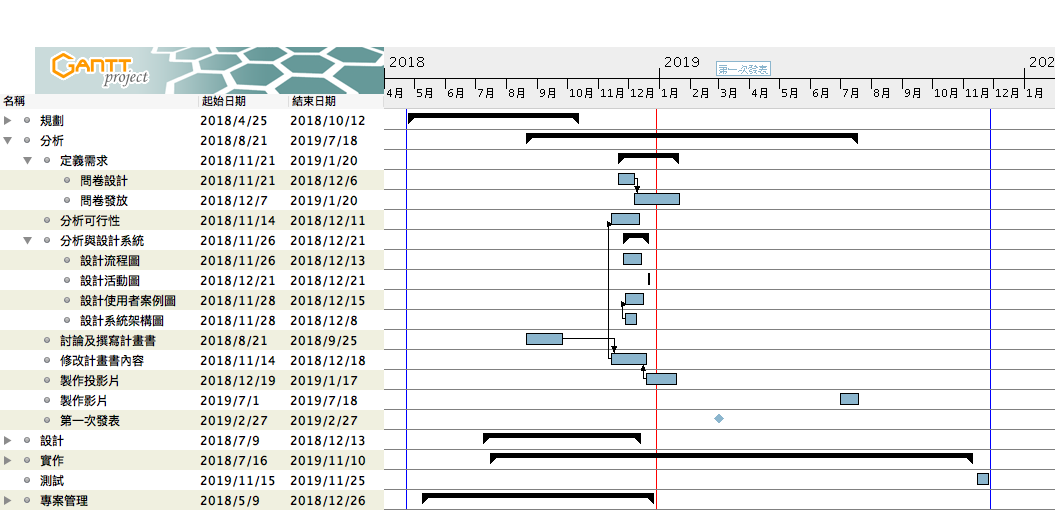 GANTT
project
2018 2019 202
第一次發表
4月 5月 6月 7月 8月 9月 10月 11月 12月 1月 2月 3月 4月 5月 6月 7月 8月 9月 10月 11月 12月 1月
名稱 起始日期 結束日期
規劃 2018/4/25 2018/10/12
分析 2018/8/21 2019/7/18
定義需求 2018/11/21 2019/1/20
問卷設計 2018/11/21 2018/12/6
問卷發放 2018/12/7 2019/1/20
分析可行性 2018/11/14 2018/12/11
分析與設計系統 2018/11/26 2018/12/21
設計流程圖 2018/11/26 2018/12/13
設計活動圖 2018/12/21 2018/12/21
設計使用者案例圖 2018/11/28 2018/12/15
設計系統架構圖 2018/11/28 2018/12/8
討論及撰寫計畫書 2018/8/21 2018/9/25
修改計畫書內容 2018/11/14 2018/12/18
製作投影片 2018/12/19 2019/1/17
製作影片 2019/7/1 2019/7/18
第一次發表 2019/2/27 2019/2/27
設計 2018/7/9 2018/12/13
實作 2018/7/16 2019/11/10
測試 2019/11/15 2019/11/25
專案管理 2018/5/9 2018/12/26